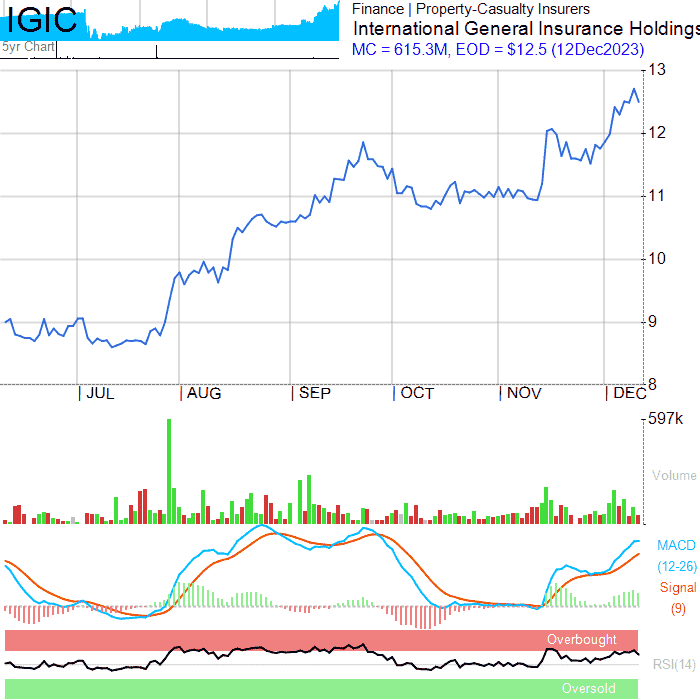 IGIC
5yr Chart
Finance | Property-Casualty Insurers
International General Insurance Holdings
MC = 615.3M, EOD = $12.5 (12Dec2023)
13
12
11
10
9
8
| JUL
| AUG
| SEP
| OCT
| NOV
| DEC
597k
Volume
MACD
(12-26)
Signal
(9)
Overbought
RSI(14)
Oversold